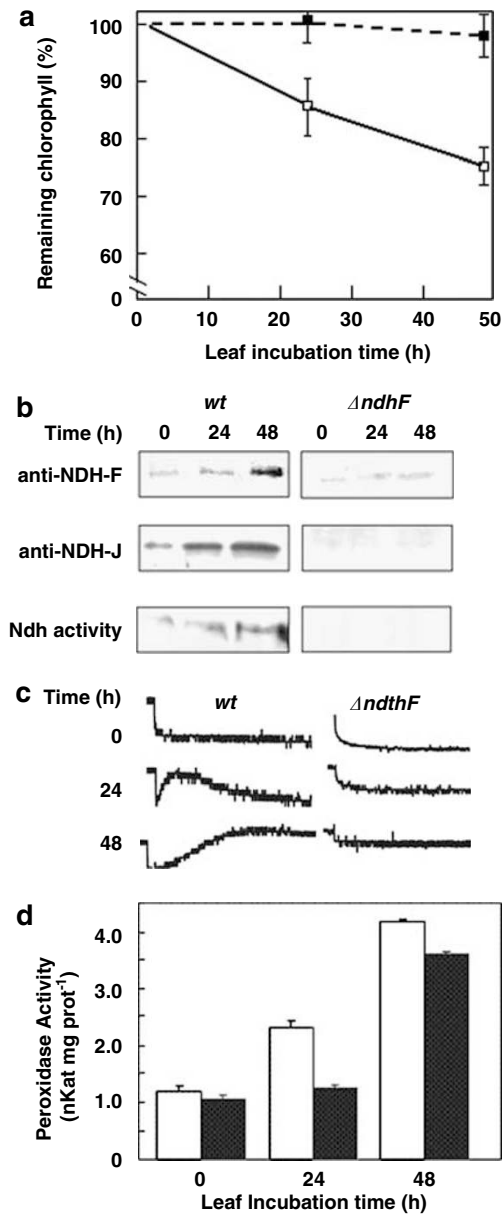 a
Remaining chlorophyll (%)
100
90
80
70
60
0
0 10 20 30 40 50
Leaf incubation time (h)
b
wt ΔndhF
Time (h) 0 24 48 0 24 48
anti-NDH-F
anti-NDH-J
Ndh activity
c
Time (h) wt ΔndthF
0
24
48
d
Peroxidase Activity
(nKat mg prot-1)
4.0
3.0
2.0
1.0
0
0 24 48
Leaf Incubation time (h)